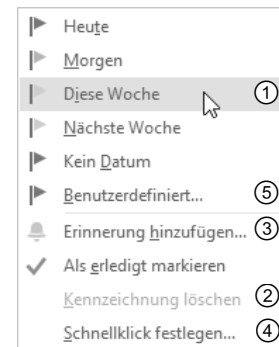 Heute
Morgen
Diese Woche 1
Nächste Woche
Kein Datum
Benutzerdefiniert... 5
Erinnerung hinzufügen... 3
Als erledigt markieren
Kennzeichnung löschen 2
Schnellklick festlegen... 4